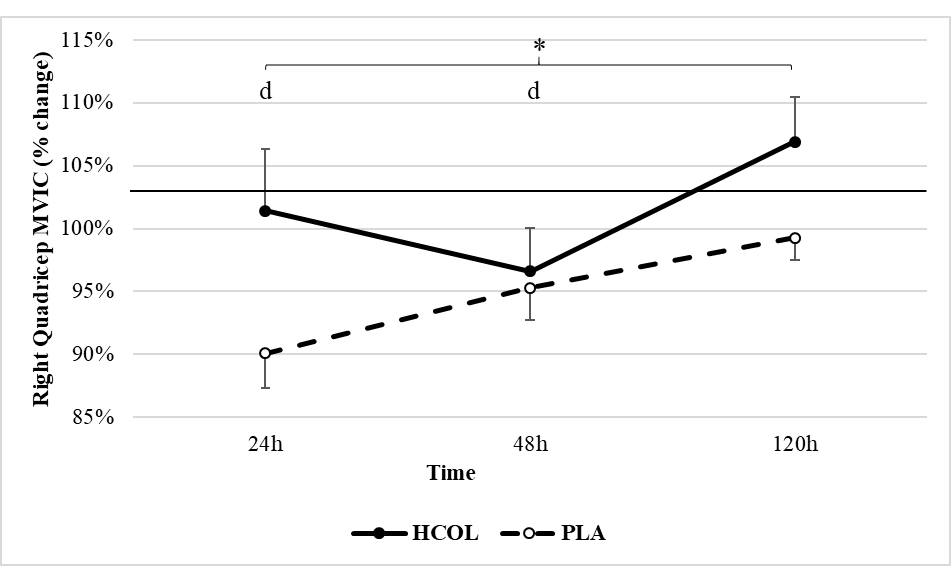 115%
*
d d
110%
105%
100%
95%
90%
85%
Right Quadricep MVIC (% change)
24h 48h 120h
Time
HCOL PLA